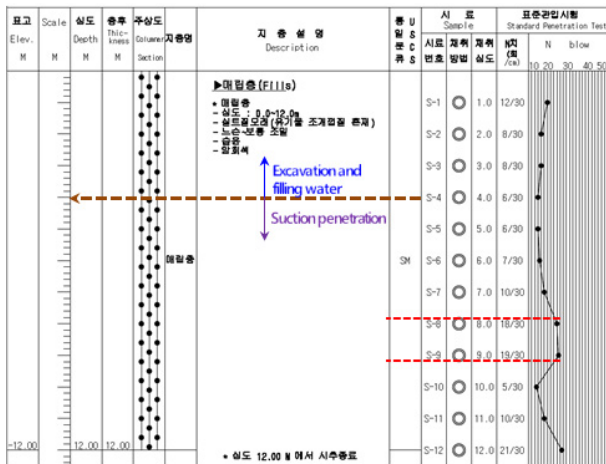 표고 Scale 심도 층후 주상도 지층명 지 층 설 명 통일분류 U S C S 시 료 표준관입시험
Elev. Depth Thic-kness Columnar Section Description Sample Standard Penetration Test
M M M M 시료번호 채취방법 채취심도 N치(회/cm) N blow
10 20 30 40 50
▶매립층(Fills)
• 매립층
- 심도 : 0.0~12.0m
- 실트질모래(유기물 조개껍질 존재)
- 느슨~보통 조밀
- 습윤
- 암회색
Excavation and
filling water
Suction penetration
매립층
SM
S-1 1.0 12/30
S-2 2.0 8/30
S-3 3.0 8/30
S-4 4.0 6/30
S-5 5.0 6/30
S-6 6.0 7/30
S-7 7.0 10/30
S-8 8.0 18/30
S-9 9.0 19/30
S-10 10.0 5/30
S-11 11.0 10/30
S-12 12.0 21/30
-12.00 12.00 12.00
* 심도 12.00 M 에서 시추종료